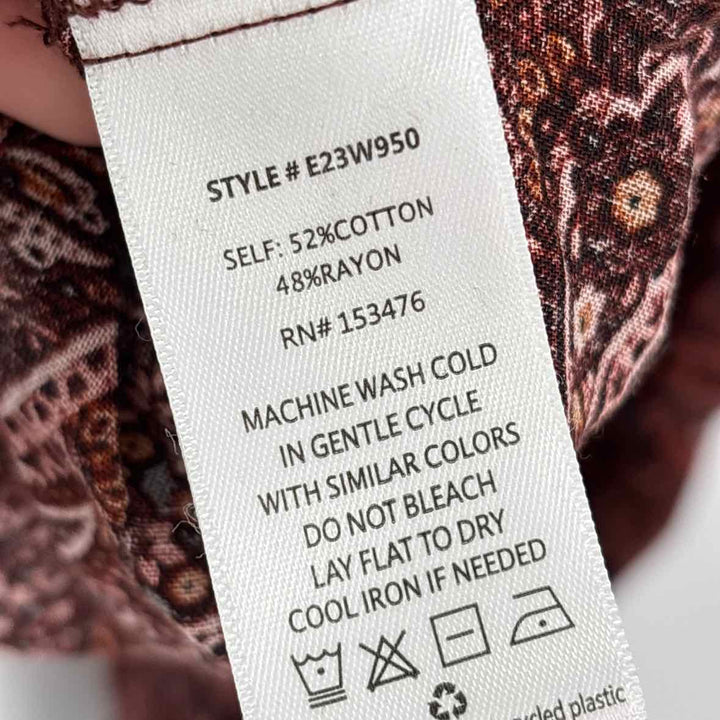 STYLE # E23W950
SELF: 52%COTTON
48%RAYON
RN# 153476
MACHINE WASH COLD
IN GENTLE CYCLE
WITH SIMILAR COLORS
DO NOT BLEACH
LAY FLAT TO DRY
COOL IRON IF NEEDED
plastic